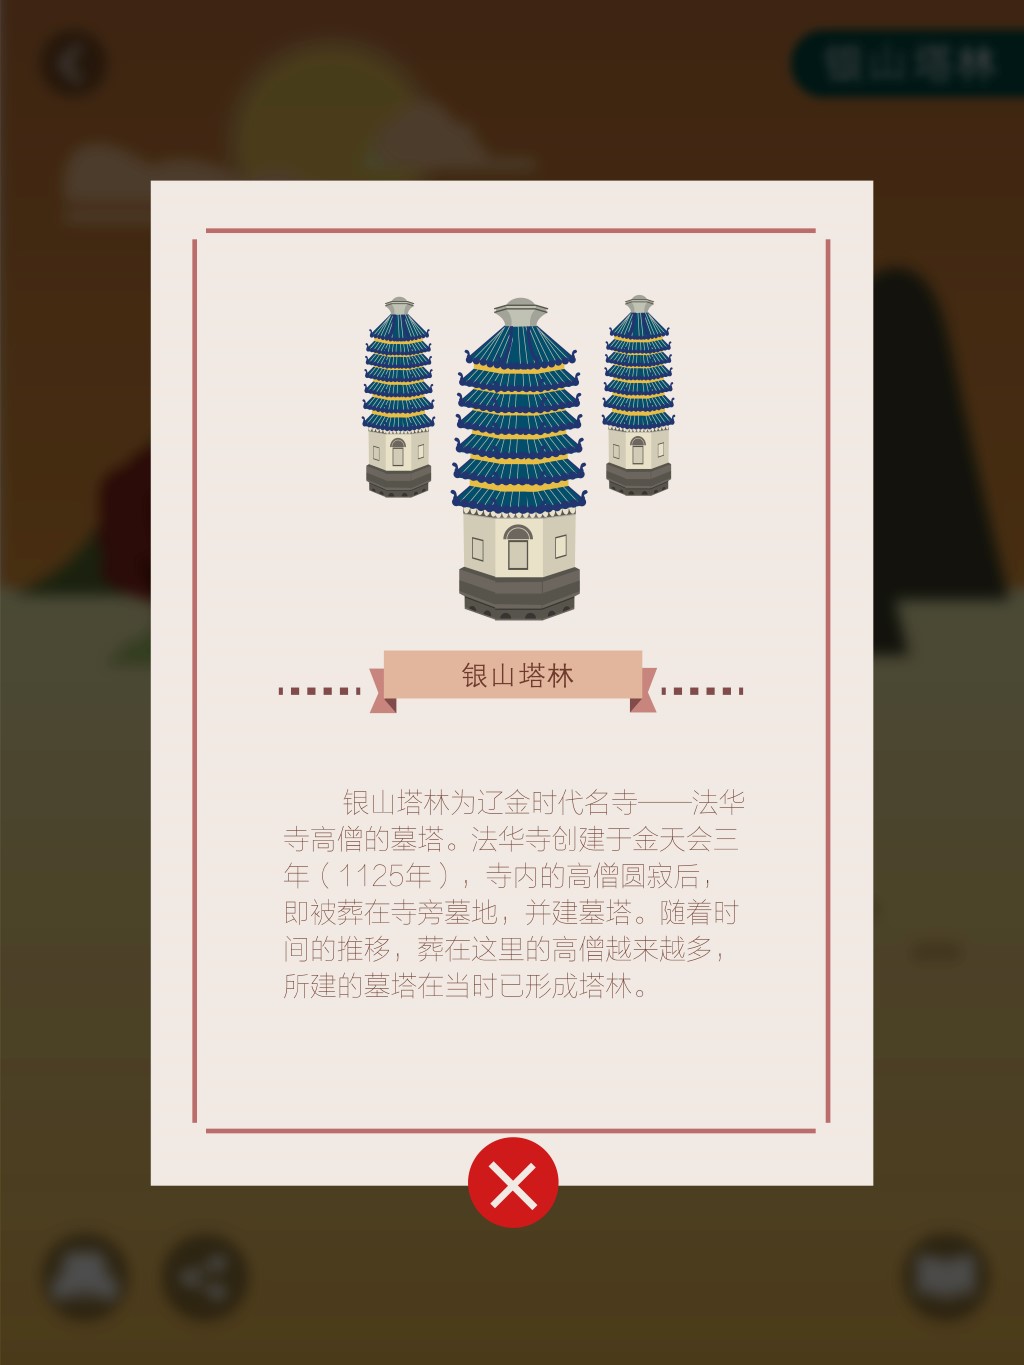 银山塔林
银山塔林
银山塔林为辽金时代名寺——法华
寺高僧的墓塔。法华寺创建于金天会三
年（1125年），寺内的高僧圆寂后，
即被葬在寺旁墓地，并建墓塔。随着时
间的推移，葬在这里的高僧越来越多，
所建的墓塔在当时已形成塔林。